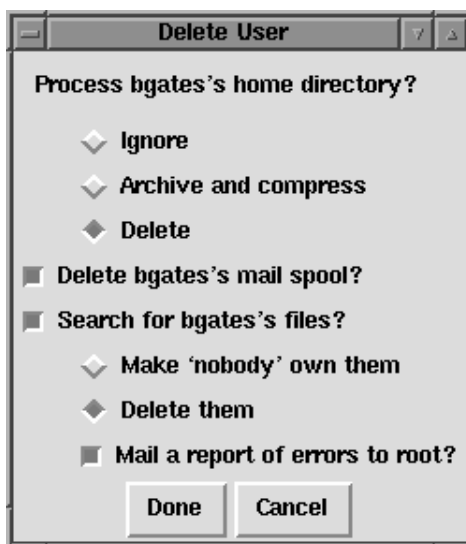 Delete User
Process bgates's home directory?
Ignore
Archive and compress
Delete
Delete bgates's mail spool?
Search for bgates's files?
Make 'nobody' own them
Delete them
Mail a report of errors to root?
Done Cancel